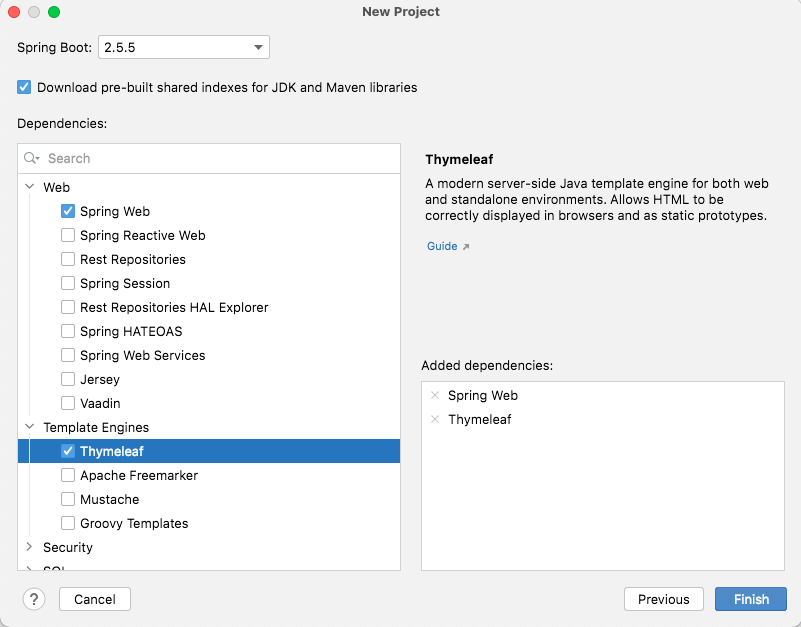 New Project
Spring Boot: 2.5.5
Download pre-built shared indexes for JDK and Maven libraries
Dependencies:
Search
Web
Spring Web
Spring Reactive Web
Rest Repositories
Spring Session
Rest Repositories HAL Explorer
Spring HATEOAS
Spring Web Services
Jersey
Vaadin
Template Engines
Thymeleaf
Apache Freemarker
Mustache
Groovy Templates
Security
SQL
Thymeleaf
A modern server-side Java template engine for both web
and standalone environments. Allows HTML to be
correctly displayed in browsers and as static prototypes.
Guide
Added dependencies:
Spring Web
Thymeleaf
?
Cancel
Previous
Finish